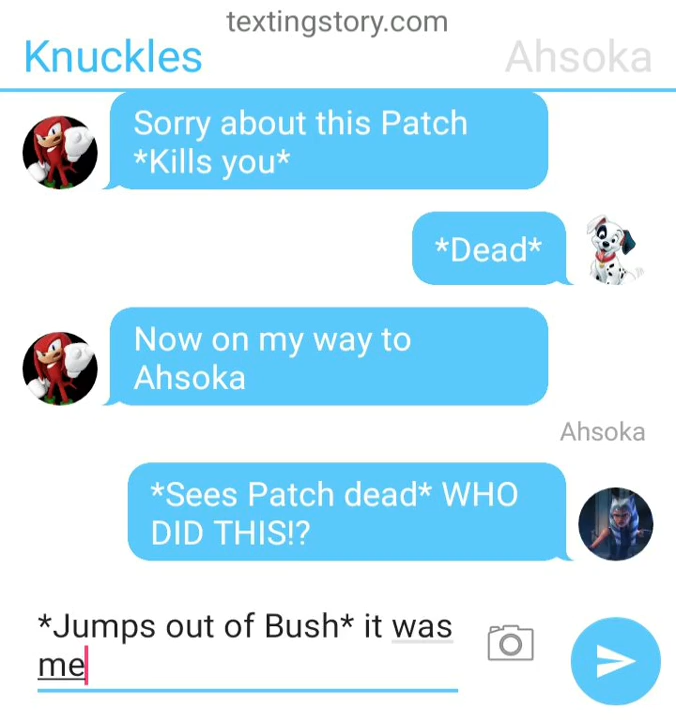 textingstory.com
Knuckles
Ahsoka
Sorry about this Patch
*Kills you*
*Dead*
Now on my way to
Ahsoka
Ahsoka
*Sees Patch dead* WHO
DID THIS!?
*Jumps out of Bush* it was
me